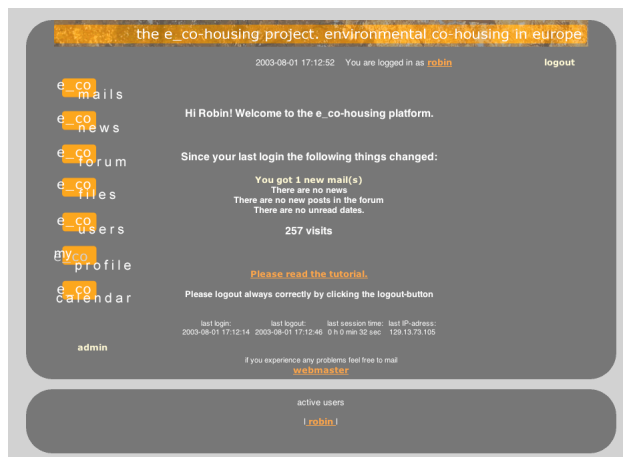 the e_co-housing project. environmental co-housing in europe
2003-08-01 17:12:52 You are logged in as robin
logout
e_co
mails
e_co
news
e_co
forum
e_co
files
e_co
users
my
e_co
profile
e_co
calendar
admin
Hi Robin! Welcome to the e_co-housing platform.
Since your last login the following things changed:
You got 1 new mail(s)
There are no news
There are no new posts in the forum
There are no unread dates.
257 visits
Please read the tutorial.
Please logout always correctly by clicking the logout-button
last login: last logout: last session time: last IP-adress:
2003-08-01 17:12:14 2003-08-01 17:12:46 0 h 0 min 32 sec 129.13.73.105
if you experience any problems feel free to mail
webmaster
active users
| robin |